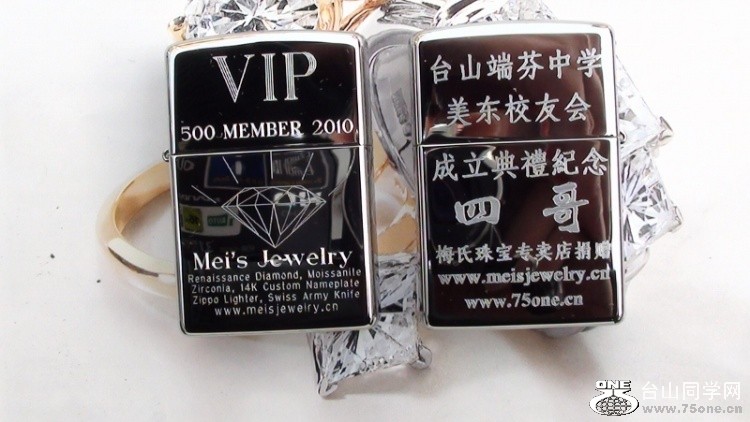 VIP
500 MEMBER 2010
Mei's Jewelry
Renaissance Diamond, Moissanite
Zirconia, 14K Custom Nameplate
Zippo Lighter, Swiss Army Knife
www.meisjewelry.cn
台山端芬中学
美东校友会
成立典禮紀念
四 哥
梅氏珠宝专卖店捐赠
www.meisjewelry.cn
www.75one.cn
ONE 台山同学网
www.75one.cn